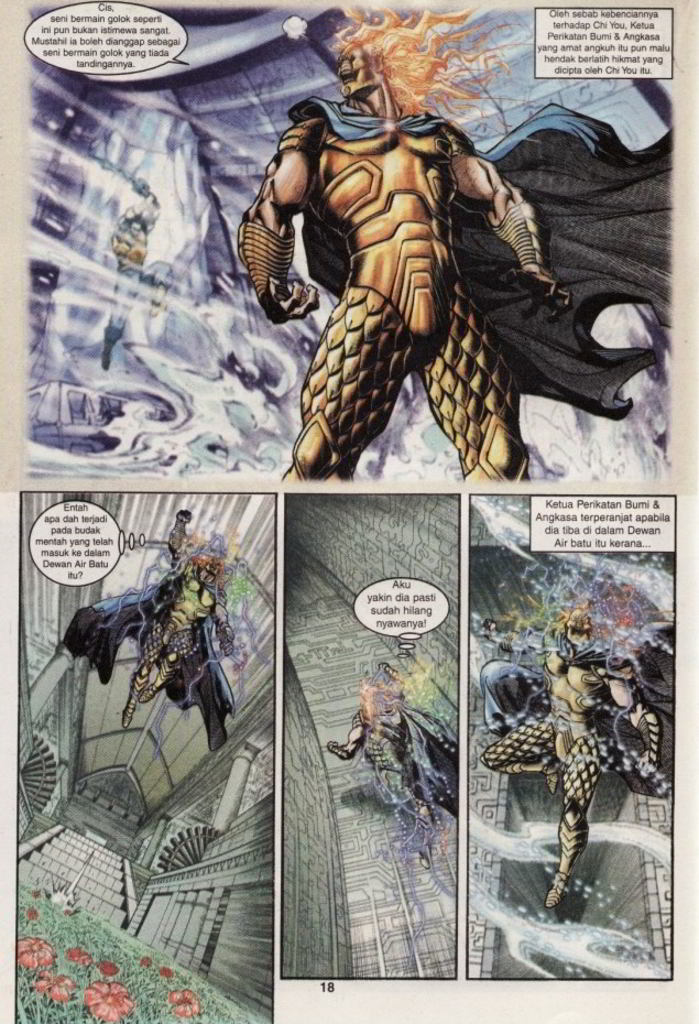 Cis,
seni bermain golok seperti
ini pun bukan istimewa sangat.
Mustahil ia boleh dianggap sebagai
seni bermain golok yang tiada
tandingannya.
Oleh sebab kebenciannya
terhadap Chi You, Ketua
Perikatan Bumi & Angkasa
yang amat angkuh itu pun malu
hendak berlatih hikmat yang
dicipta oleh Chi You itu.
Entah
apa dah terjadi
pada budak
mentah yang telah
masuk ke dalam
Dewan Air Batu
itu?
Aku
yakin dia pasti
sudah hilang
nyawanya!
Ketua Perikatan Bumi &
Angkasa terperanjat apabila
dia tiba di dalam Dewan
Air batu itu kerana...
18